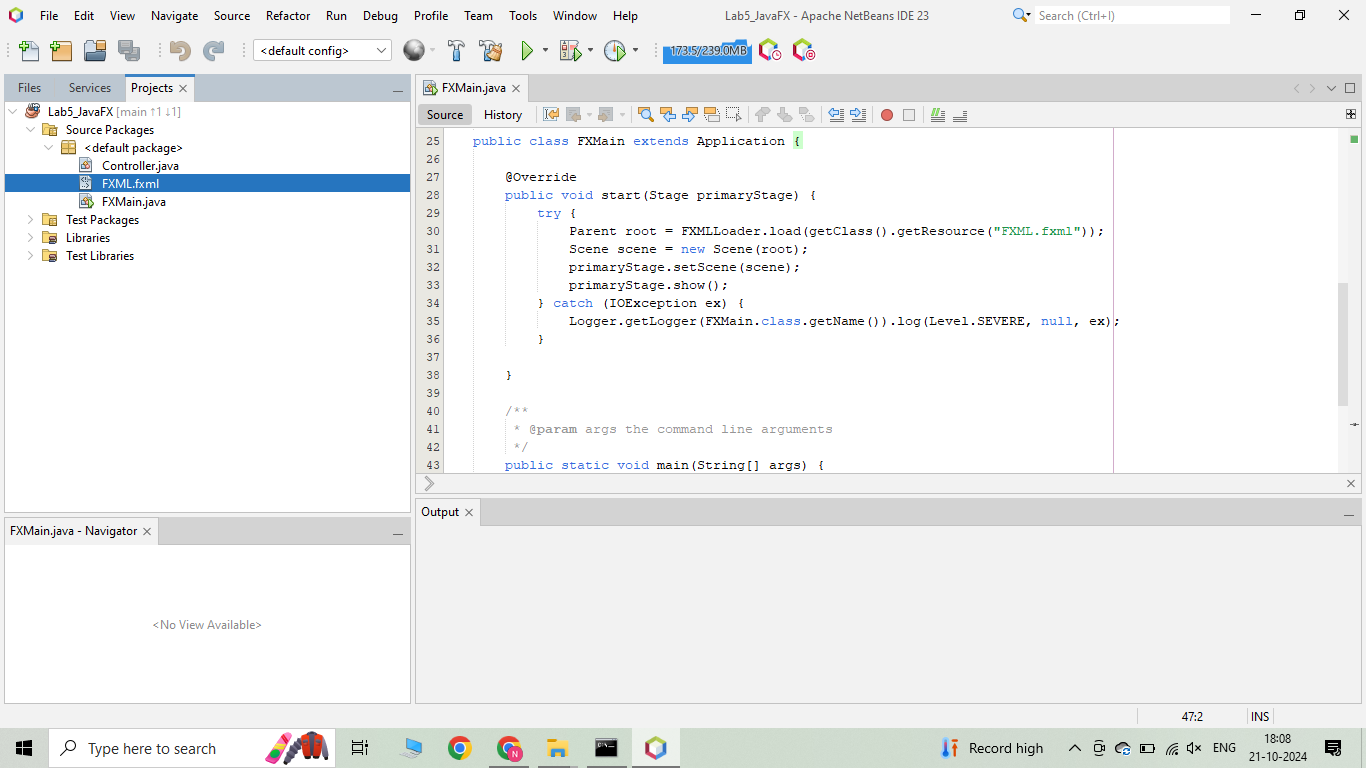 File Edit View Navigate Source Refactor Run Debug Profile Team Tools Window Help
Lab5_JavaFX - Apache NetBeans IDE 23
Search (Ctrl+I)
<default config>
173.5/239.0MB
Files Services Projects
Lab5_JavaFX [main ↑1 ↓1]
Source Packages
<default package>
Controller.java
FXML.fxml
FXMain.java
Test Packages
Libraries
Test Libraries
FXMain.java
Source History
25 public class FXMain extends Application {
26
27 @Override
28 public void start(Stage primaryStage) {
29 try {
30 Parent root = FXMLLoader.load(getClass().getResource("FXML.fxml"));
31 Scene scene = new Scene(root);
32 primaryStage.setScene(scene);
33 primaryStage.show();
34 } catch (IOException ex) {
35 Logger.getLogger(FXMain.class.getName()).log(Level.SEVERE, null, ex);
36 }
37
38 }
39
40 /**
41 * @param args the command line arguments
42 */
43 public static void main(String[] args) {
FXMain.java - Navigator
<No View Available>
Output
47:2 INS
Type here to search
Record high
ENG
18:08
21-10-2024